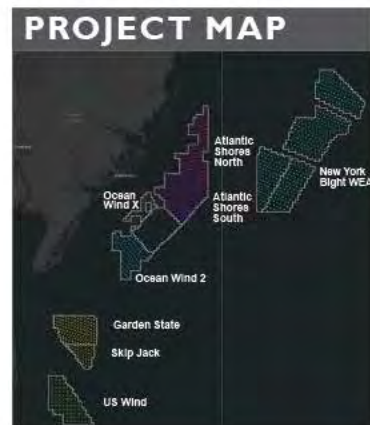 PROJECT MAP
Atlantic
Shores
North
New York
Bight WEA
Ocean
Wind X
Atlantic
Shores
South
Ocean Wind 2
Garden State
Skip Jack
US Wind